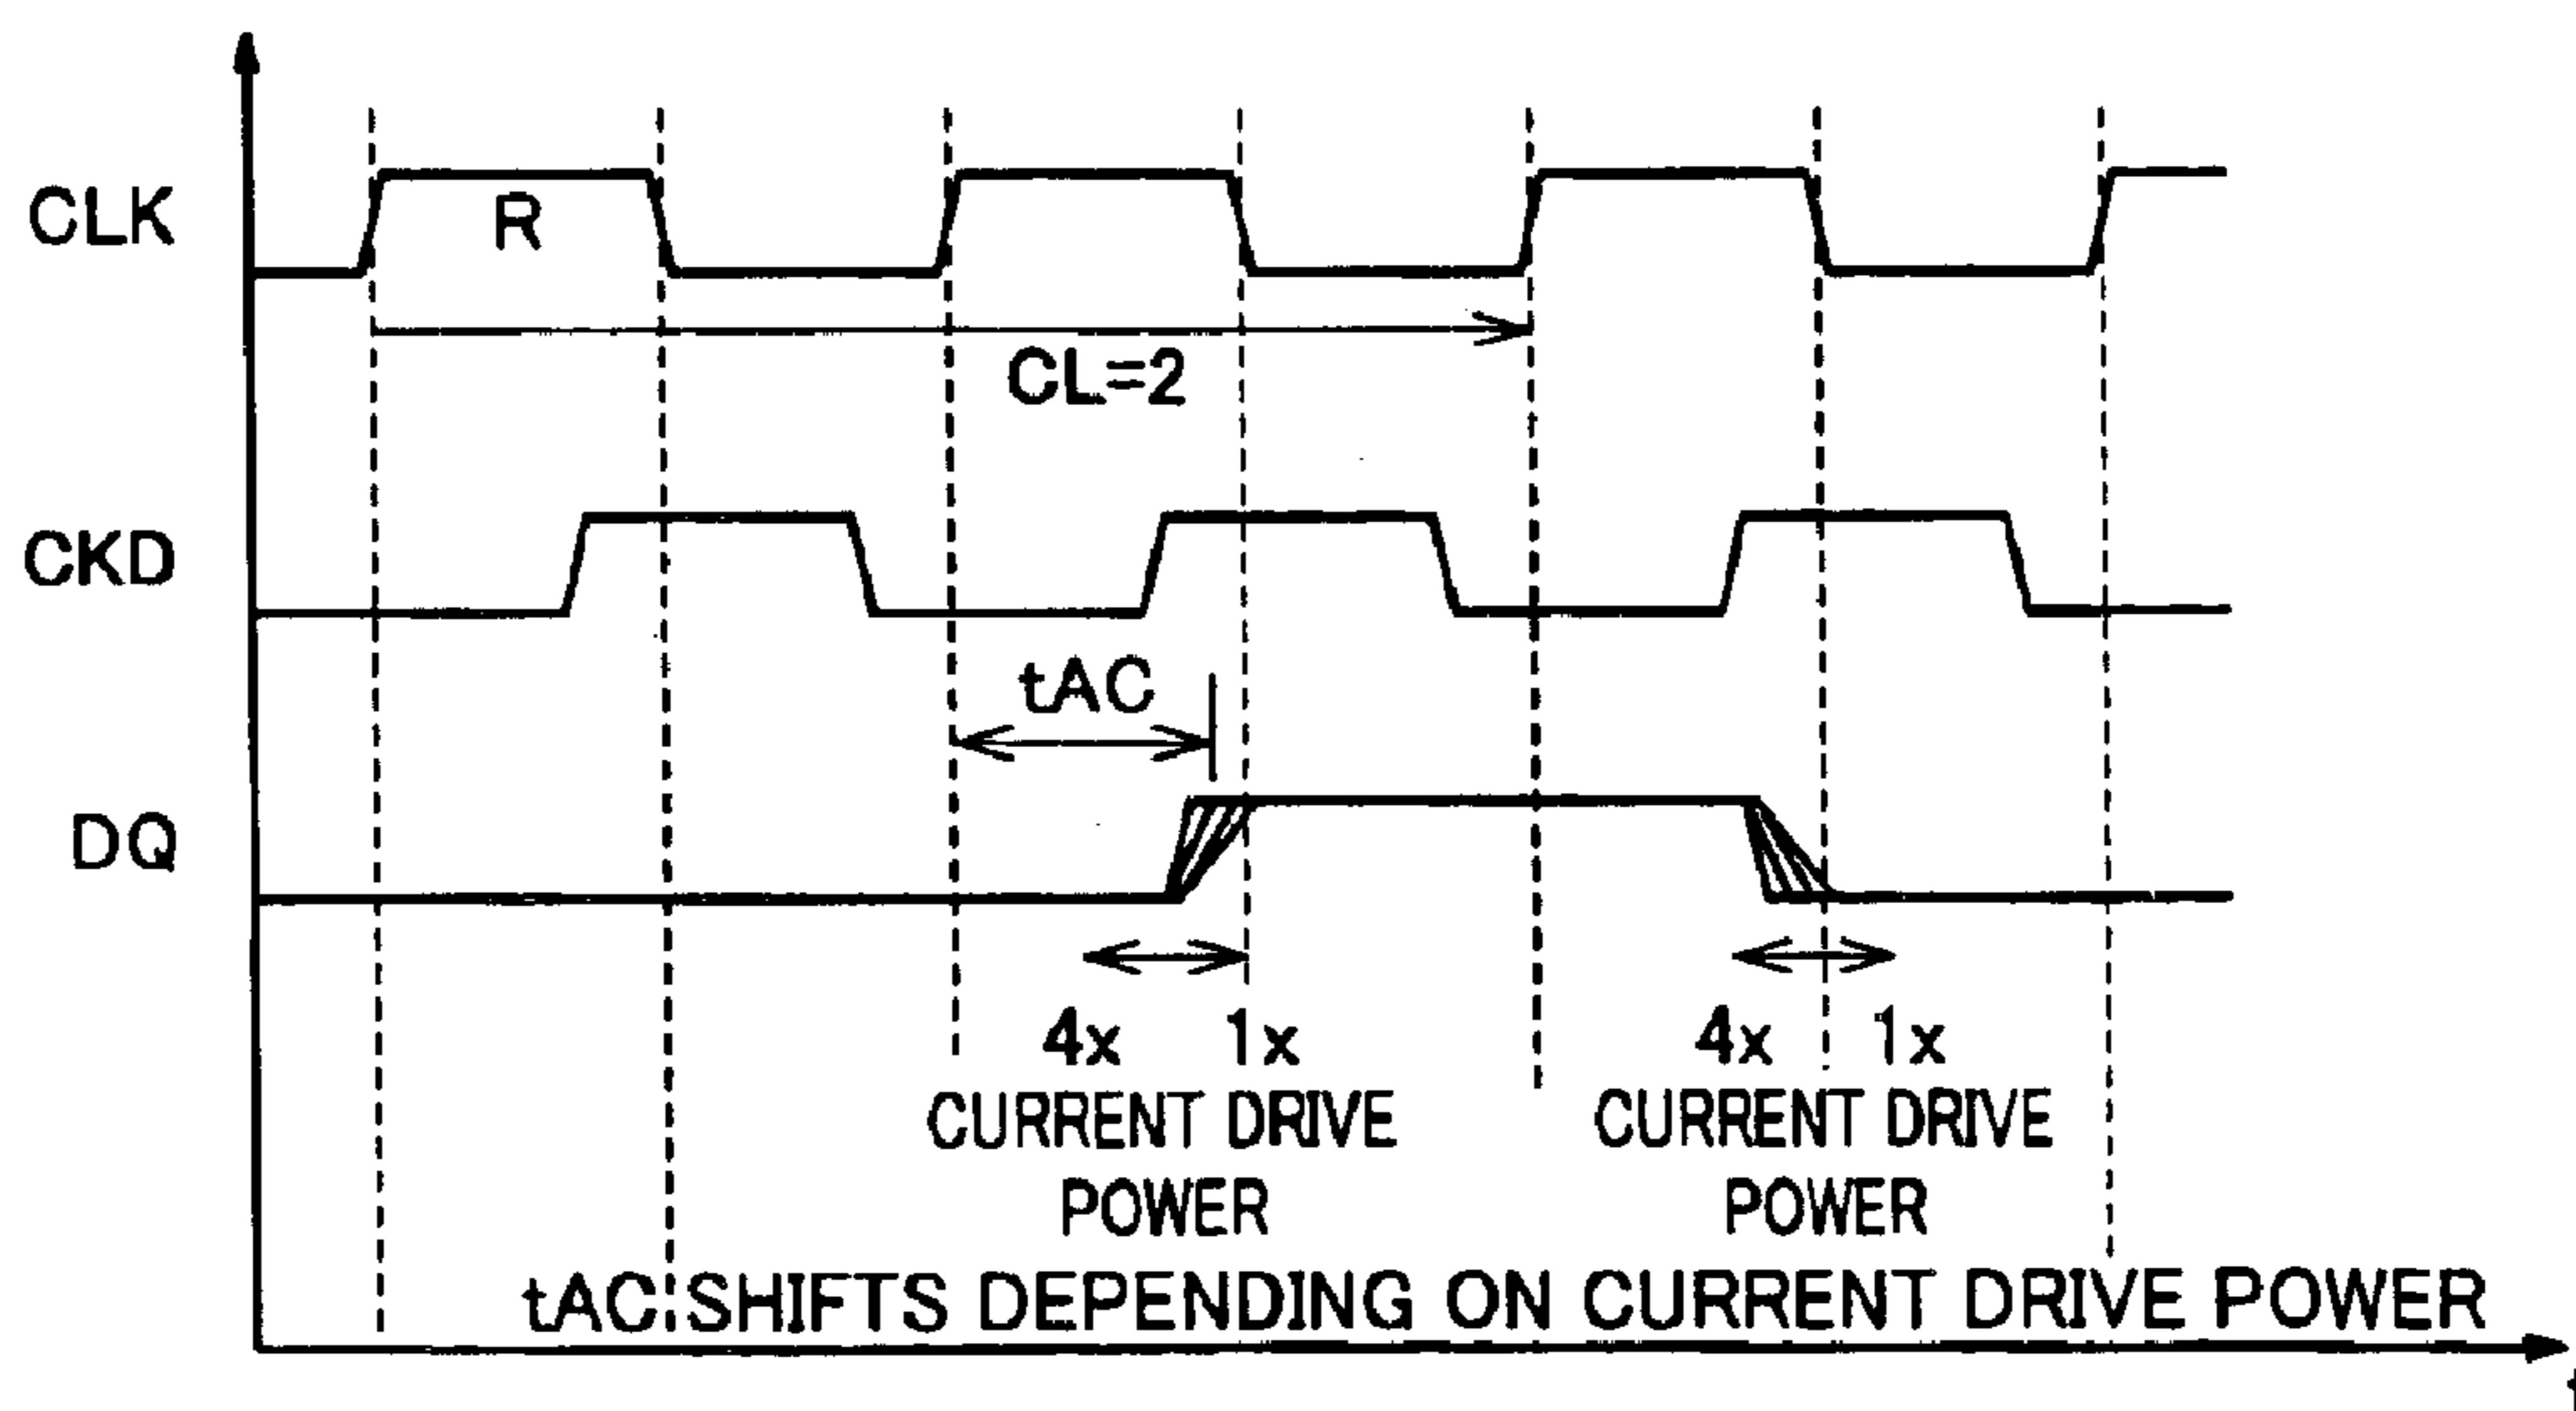 CLK
R
CL=2
CKD
tAC
DQ
4x 1x
CURRENT DRIVE
POWER
4x 1x
CURRENT DRIVE
POWER
tAC SHIFTS DEPENDING ON CURRENT DRIVE POWER